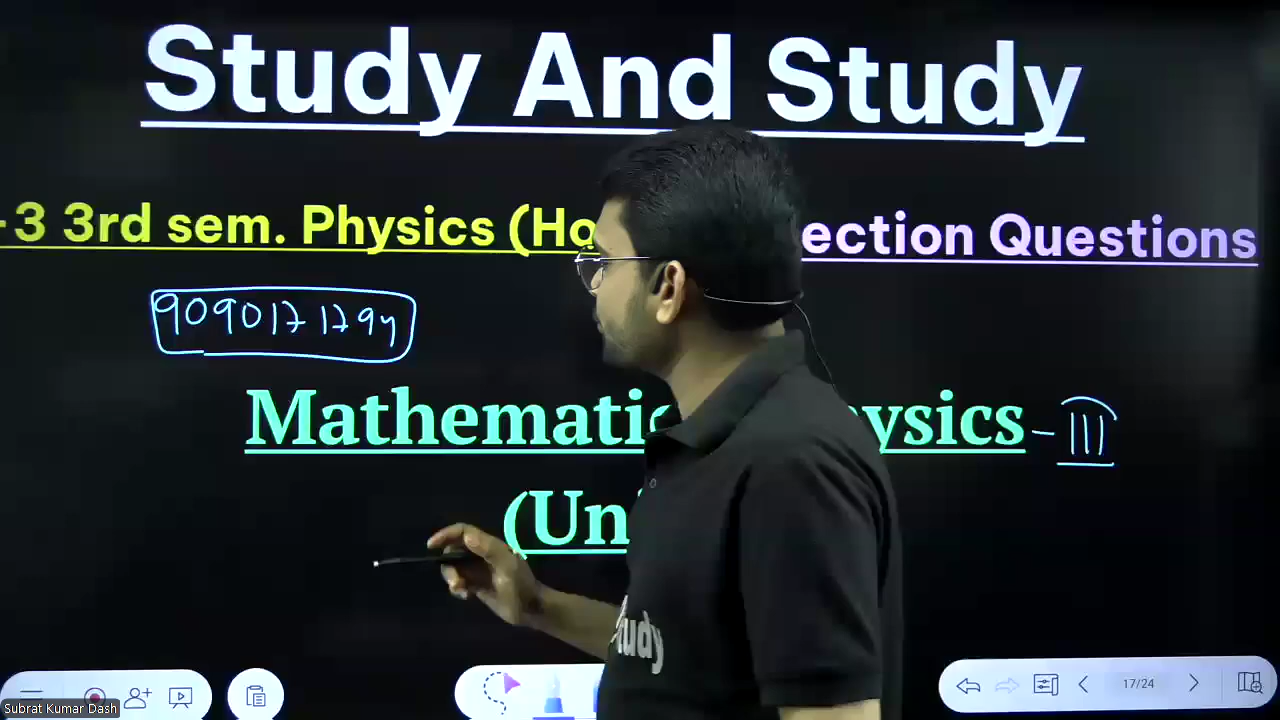 Study And Study
-3 3rd sem. Physics (Ho ection Questions
9090171794
Mathematic ysics - III
(Un
udy
17/24
Subrat Kumar Dash